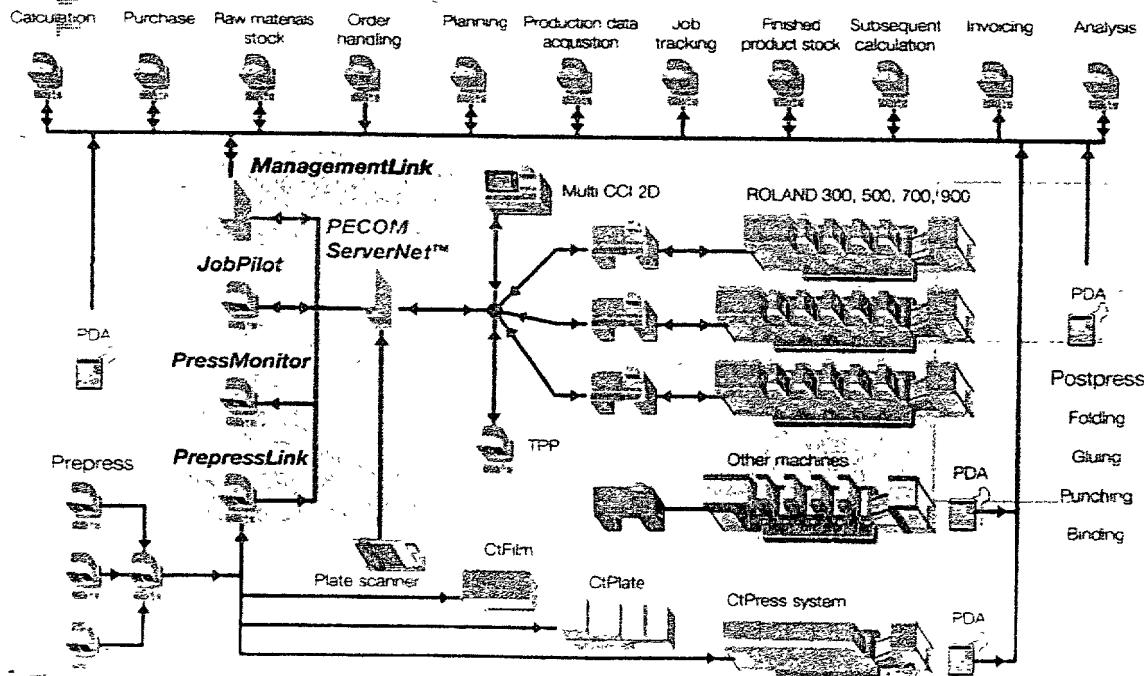 Calculation
Purchase
Raw materials
stock
Order
handling
Planning
Production data
acquisition
Job
tracking
Finished
product stock
Subsequent
calculation
Invoicing
Analysis
ManagementLink
Multi CCI 2D
ROLAND 300, 500, 700, 900
PECOM
ServerNet™
JobPilot
PDA
PDA
PressMonitor
Postpress
Folding
TPP
Prepress
PrepressLink
Other machines
Gluing
PDA
Punching
Binding
Plate scanner
CtFilm
CtPlate
CtPress system
PDA